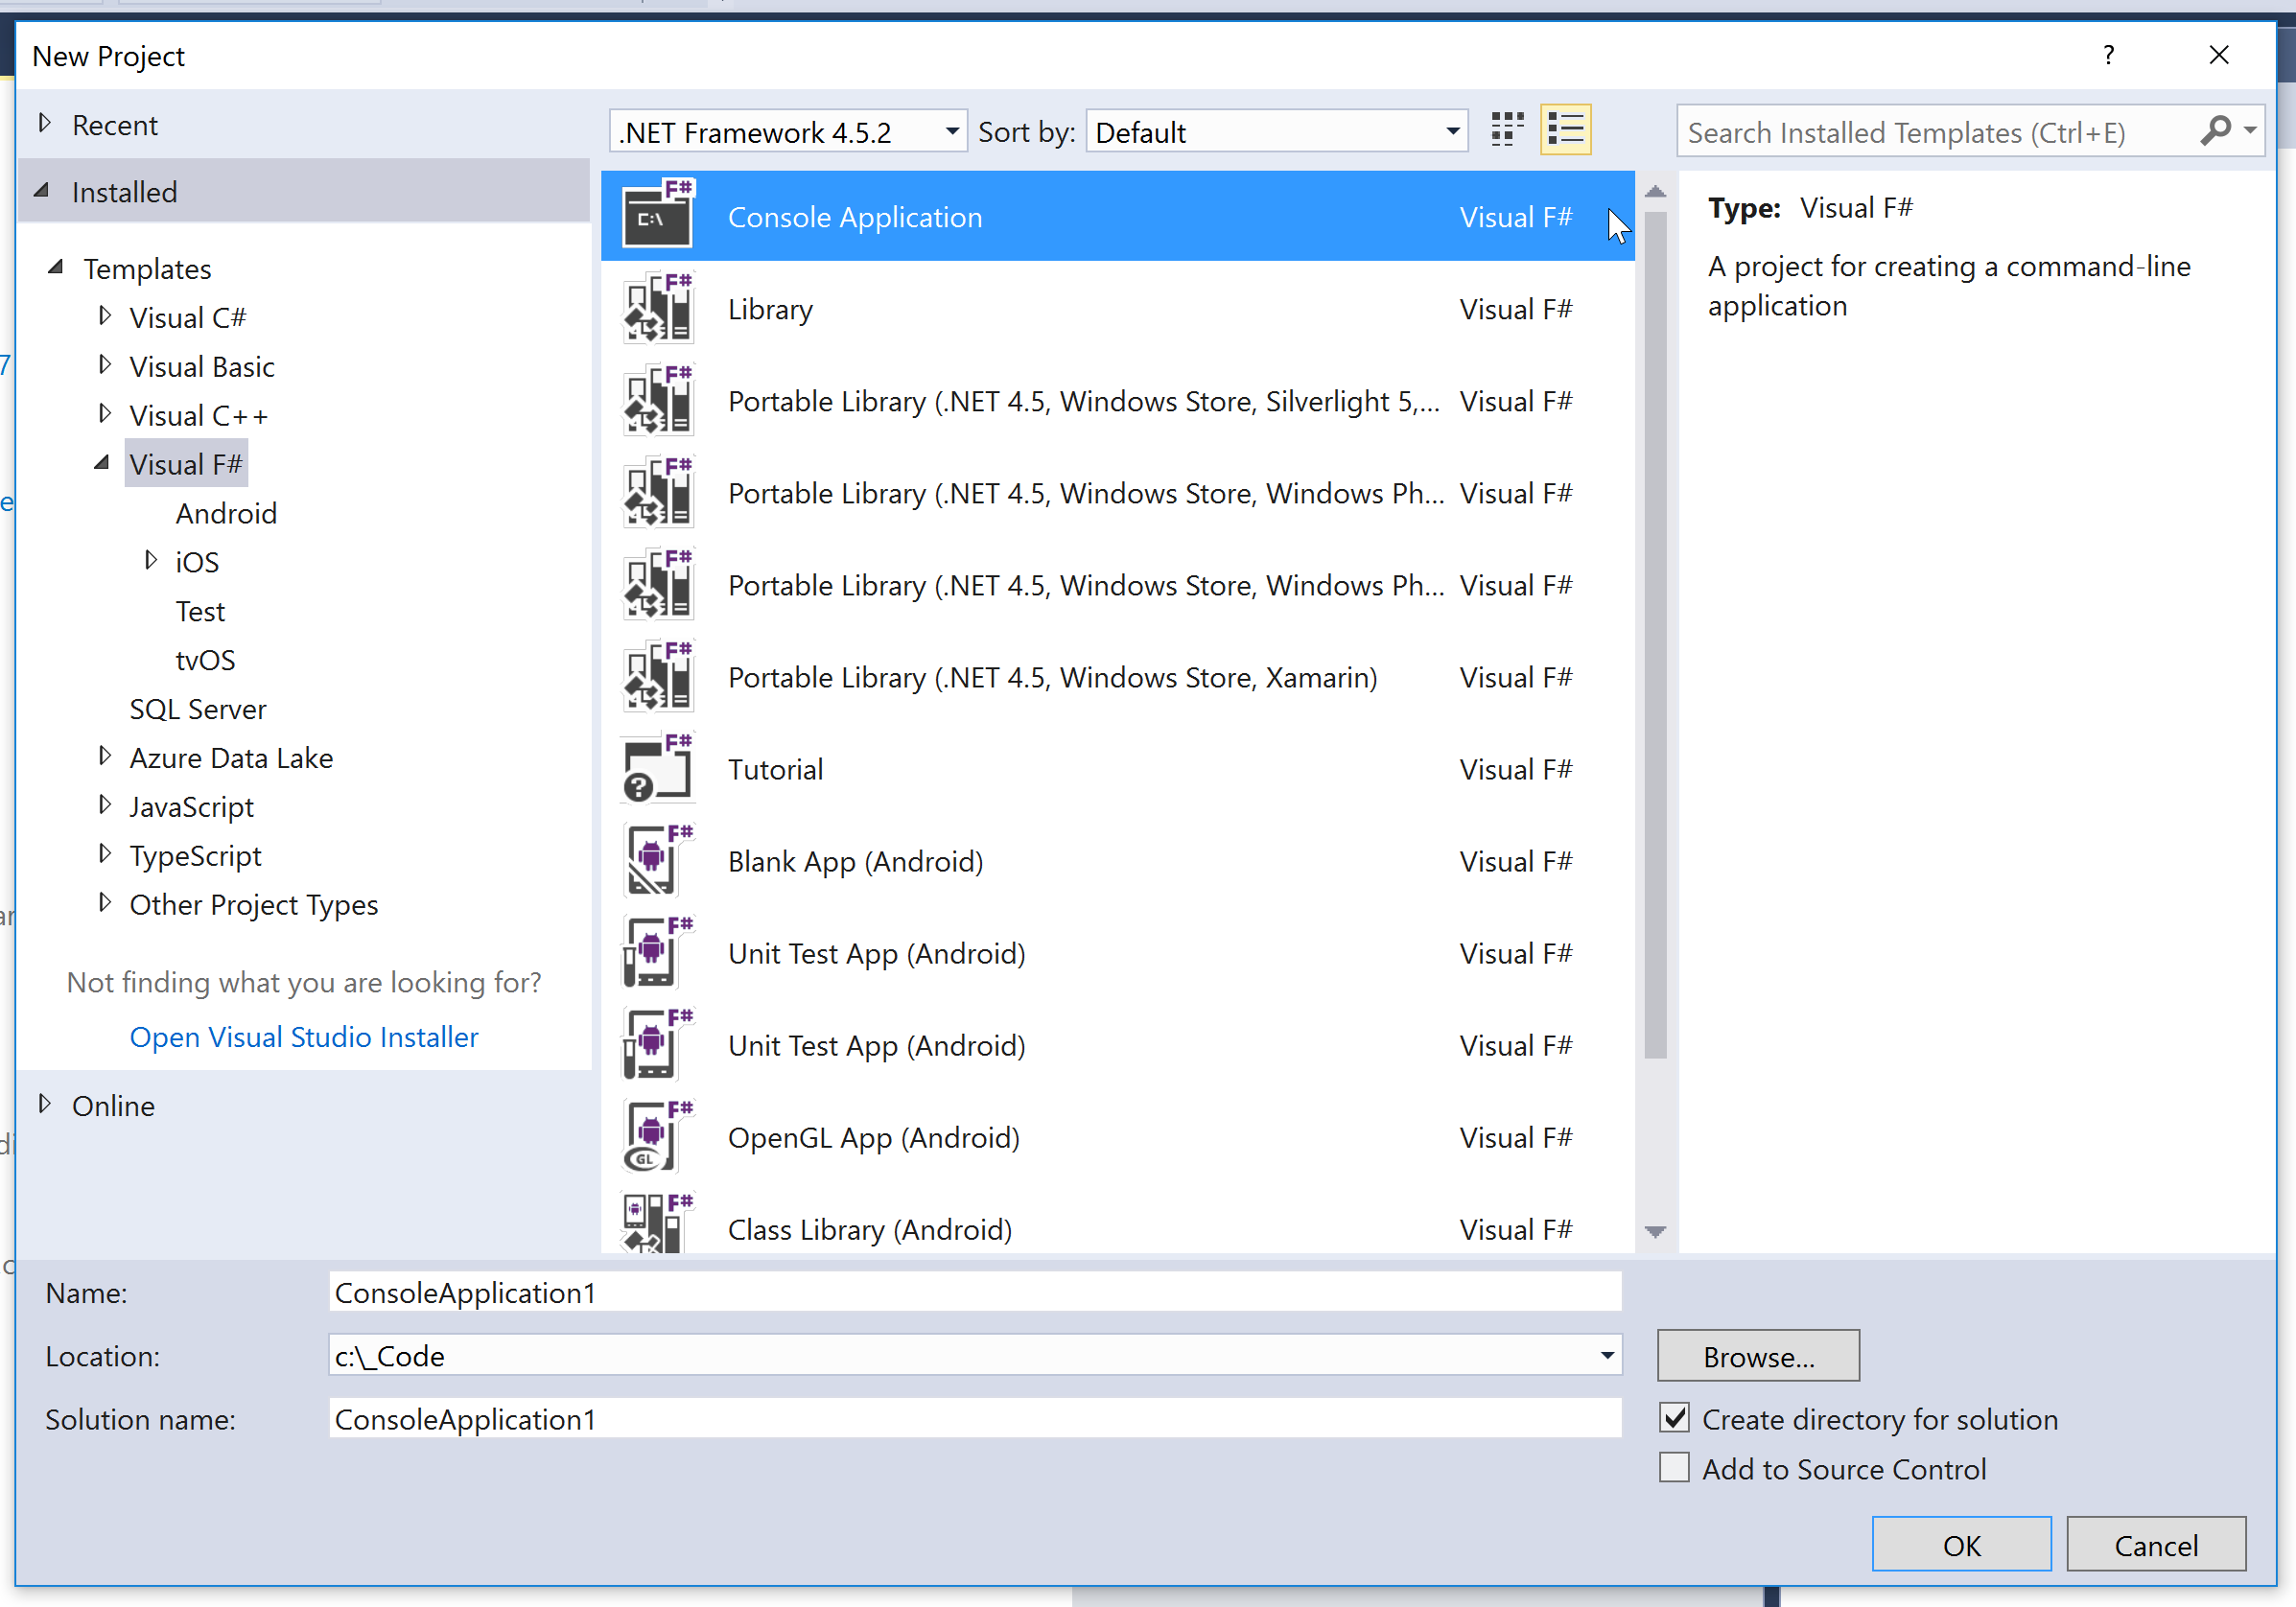 New Project
?
Recent
.NET Framework 4.5.2
Sort by:
Default
Search Installed Templates (Ctrl+E)
Installed
Templates
Visual C#
Visual Basic
Visual C++
Visual F#
Android
iOS
Test
tvOS
SQL Server
Azure Data Lake
JavaScript
TypeScript
Other Project Types
Not finding what you are looking for?
Open Visual Studio Installer
Online
F# C:\ Console Application Visual F#
F# Library Visual F#
F# Portable Library (.NET 4.5, Windows Store, Silverlight 5,... Visual F#
F# Portable Library (.NET 4.5, Windows Store, Windows Ph... Visual F#
F# Portable Library (.NET 4.5, Windows Store, Windows Ph... Visual F#
F# Portable Library (.NET 4.5, Windows Store, Xamarin) Visual F#
F# ? Tutorial Visual F#
F# Blank App (Android) Visual F#
F# Unit Test App (Android) Visual F#
F# Unit Test App (Android) Visual F#
F# GL OpenGL App (Android) Visual F#
F# Class Library (Android) Visual F#
Type: Visual F#
A project for creating a command-line
application
Name: ConsoleApplication1
Location: c:\_Code
Browse...
Solution name: ConsoleApplication1
Create directory for solution
Add to Source Control
OK
Cancel